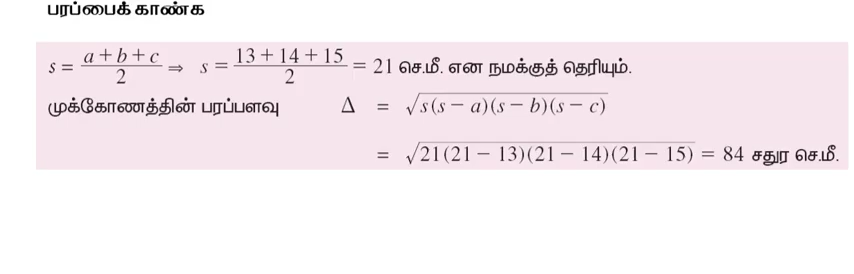 பரப்பைக் காண்க
s = a + b + c / 2 ⇒ s = 13 + 14 + 15 / 2 = 21 செ.மீ. என நமக்குத் தெரியும்.
முக்கோணத்தின் பரப்பளவு Δ = √s(s − a)(s − b)(s − c)
= √21(21 − 13)(21 − 14)(21 − 15) = 84 சதுர செ.மீ.